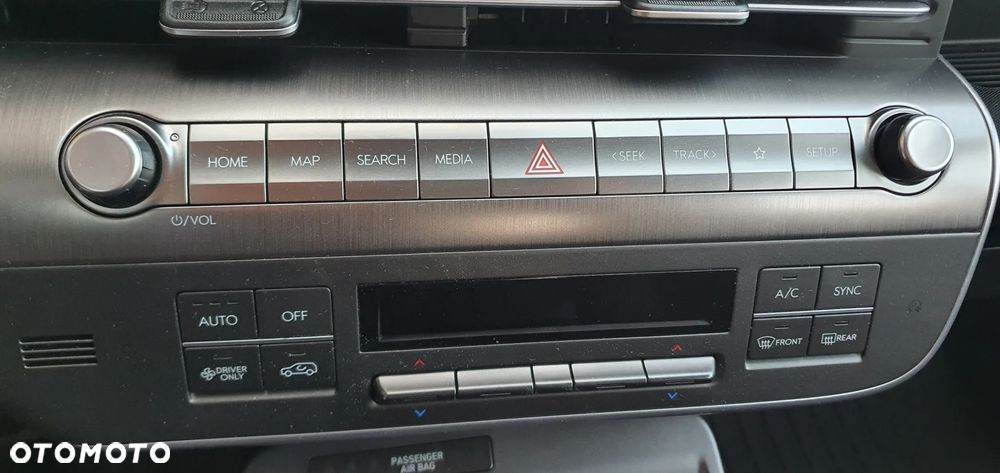 HOME MAP SEARCH MEDIA <SEEK TRACK> SETUP
/VOL
AUTO OFF A/C SYNC
DRIVER ONLY FRONT REAR
PASSENGER
AIR BAG
OTOMOTO